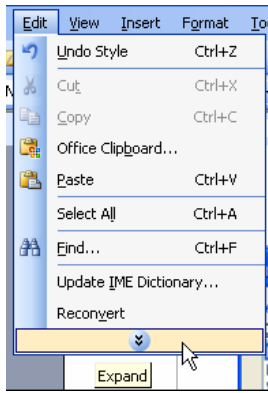 Edit View Insert Format To
Undo Style Ctrl+Z
Cut Ctrl+X
Copy Ctrl+C
Office Clipboard...
Paste Ctrl+V
Select All Ctrl+A
Find... Ctrl+F
Update IME Dictionary...
Reconvert
Expand